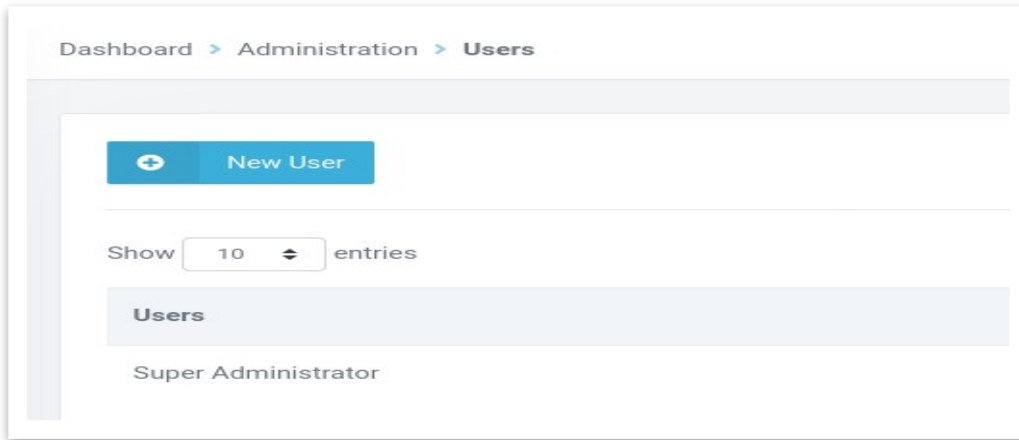 Dashboard > Administration > Users
New User
Show 10 entries
Users
Super Administrator